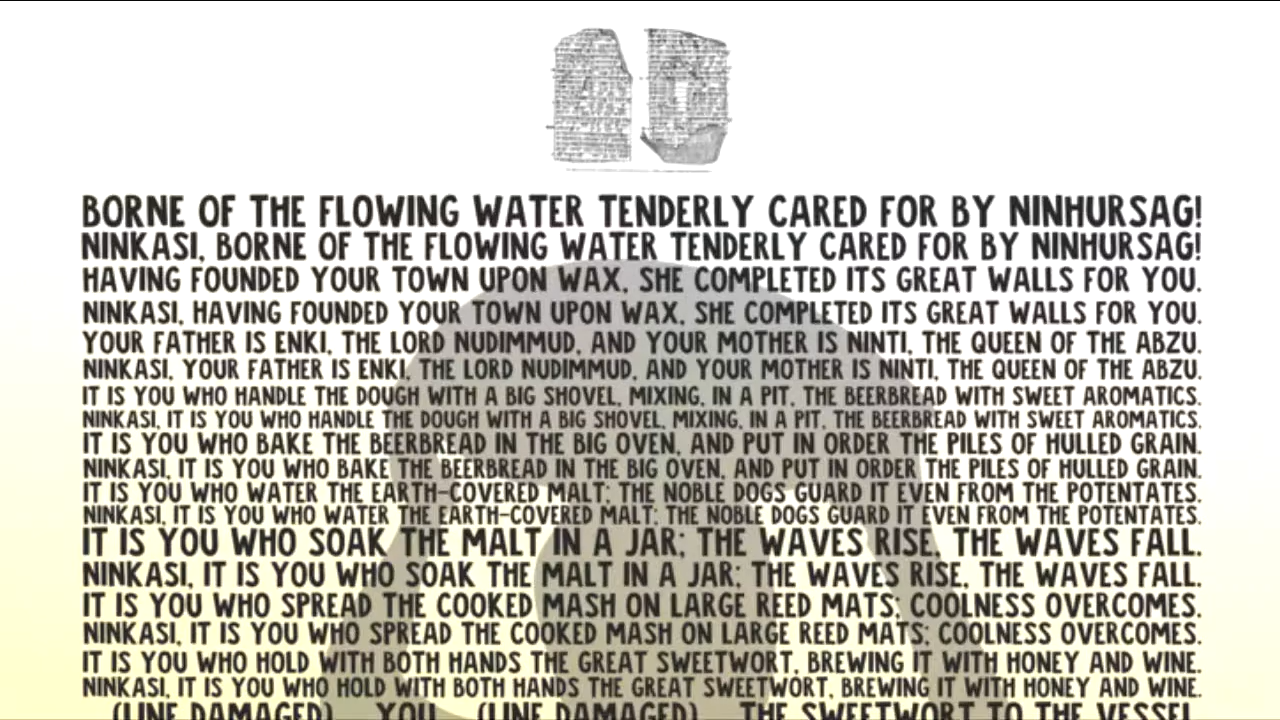 BORNE OF THE FLOWING WATER TENDERLY CARED FOR BY NINHURSAG!
NINKASI, BORNE OF THE FLOWING WATER TENDERLY CARED FOR BY NINHURSAG!
HAVING FOUNDED YOUR TOWN UPON WAX, SHE COMPLETED ITS GREAT WALLS FOR YOU.
NINKASI, HAVING FOUNDED YOUR TOWN UPON WAX, SHE COMPLETED ITS GREAT WALLS FOR YOU.
YOUR FATHER IS ENKI, THE LORD NUDIMMUD, AND YOUR MOTHER IS NINTI, THE QUEEN OF THE ABZU.
NINKASI, YOUR FATHER IS ENKI, THE LORD NUDIMMUD, AND YOUR MOTHER IS NINTI, THE QUEEN OF THE ABZU.
IT IS YOU WHO HANDLE THE DOUGH WITH A BIG SHOVEL, MIXING, IN A PIT, THE BEERBREAD WITH SWEET AROMATICS.
NINKASI, IT IS YOU WHO HANDLE THE DOUGH WITH A BIG SHOVEL, MIXING, IN A PIT, THE BEERBREAD WITH SWEET AROMATICS.
IT IS YOU WHO BAKE THE BEERBREAD IN THE BIG OVEN, AND PUT IN ORDER THE PILES OF HULLED GRAIN.
NINKASI, IT IS YOU WHO BAKE THE BEERBREAD IN THE BIG OVEN, AND PUT IN ORDER THE PILES OF HULLED GRAIN.
IT IS YOU WHO WATER THE EARTH-COVERED MALT; THE NOBLE DOGS GUARD IT EVEN FROM THE POTENTATES.
NINKASI, IT IS YOU WHO WATER THE EARTH-COVERED MALT; THE NOBLE DOGS GUARD IT EVEN FROM THE POTENTATES.
IT IS YOU WHO SOAK THE MALT IN A JAR; THE WAVES RISE, THE WAVES FALL.
NINKASI, IT IS YOU WHO SOAK THE MALT IN A JAR; THE WAVES RISE, THE WAVES FALL.
IT IS YOU WHO SPREAD THE COOKED MASH ON LARGE REED MATS; COOLNESS OVERCOMES.
NINKASI, IT IS YOU WHO SPREAD THE COOKED MASH ON LARGE REED MATS; COOLNESS OVERCOMES.
IT IS YOU WHO HOLD WITH BOTH HANDS THE GREAT SWEETWORT, BREWING IT WITH HONEY AND WINE.
NINKASI, IT IS YOU WHO HOLD WITH BOTH HANDS THE GREAT SWEETWORT, BREWING IT WITH HONEY AND WINE.
(LINE DAMAGED) YOU (LINE DAMAGED) THE SWEETWORT TO THE VESSEL